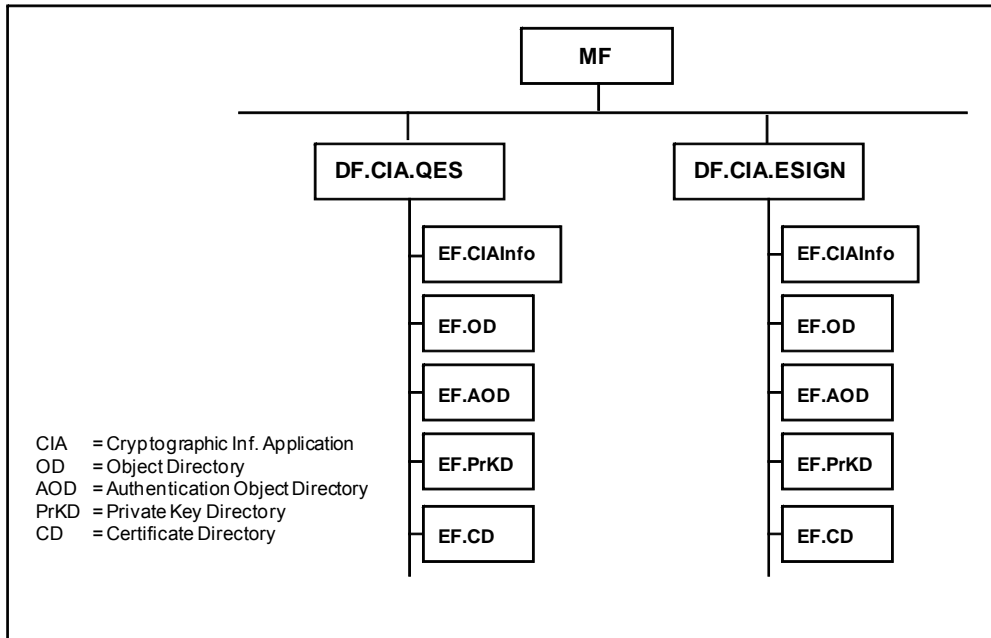 MF
DF.CIA.QES
DF.CIA.ESIGN
EF.CIAInfo
EF.CIAInfo
EF.OD
EF.OD
EF.AOD
EF.AOD
EF.PrKD
EF.PrKD
EF.CD
EF.CD
CIA = Cryptographic Inf. Application
OD = Object Directory
AOD = Authentication Object Directory
PrKD = Private Key Directory
CD = Certificate Directory